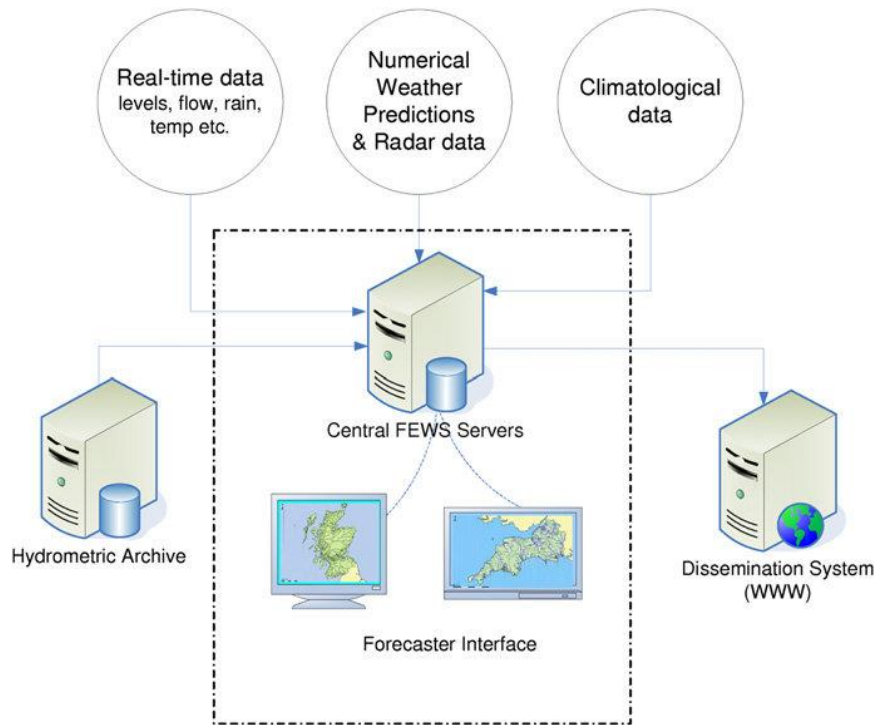 Real-time data
levels, flow, rain,
temp etc.
Numerical
Weather
Predictions
& Radar data
Climatological
data
Central FEWS Servers
Hydrometric Archive
Dissemination System
(WWW)
Forecaster Interface